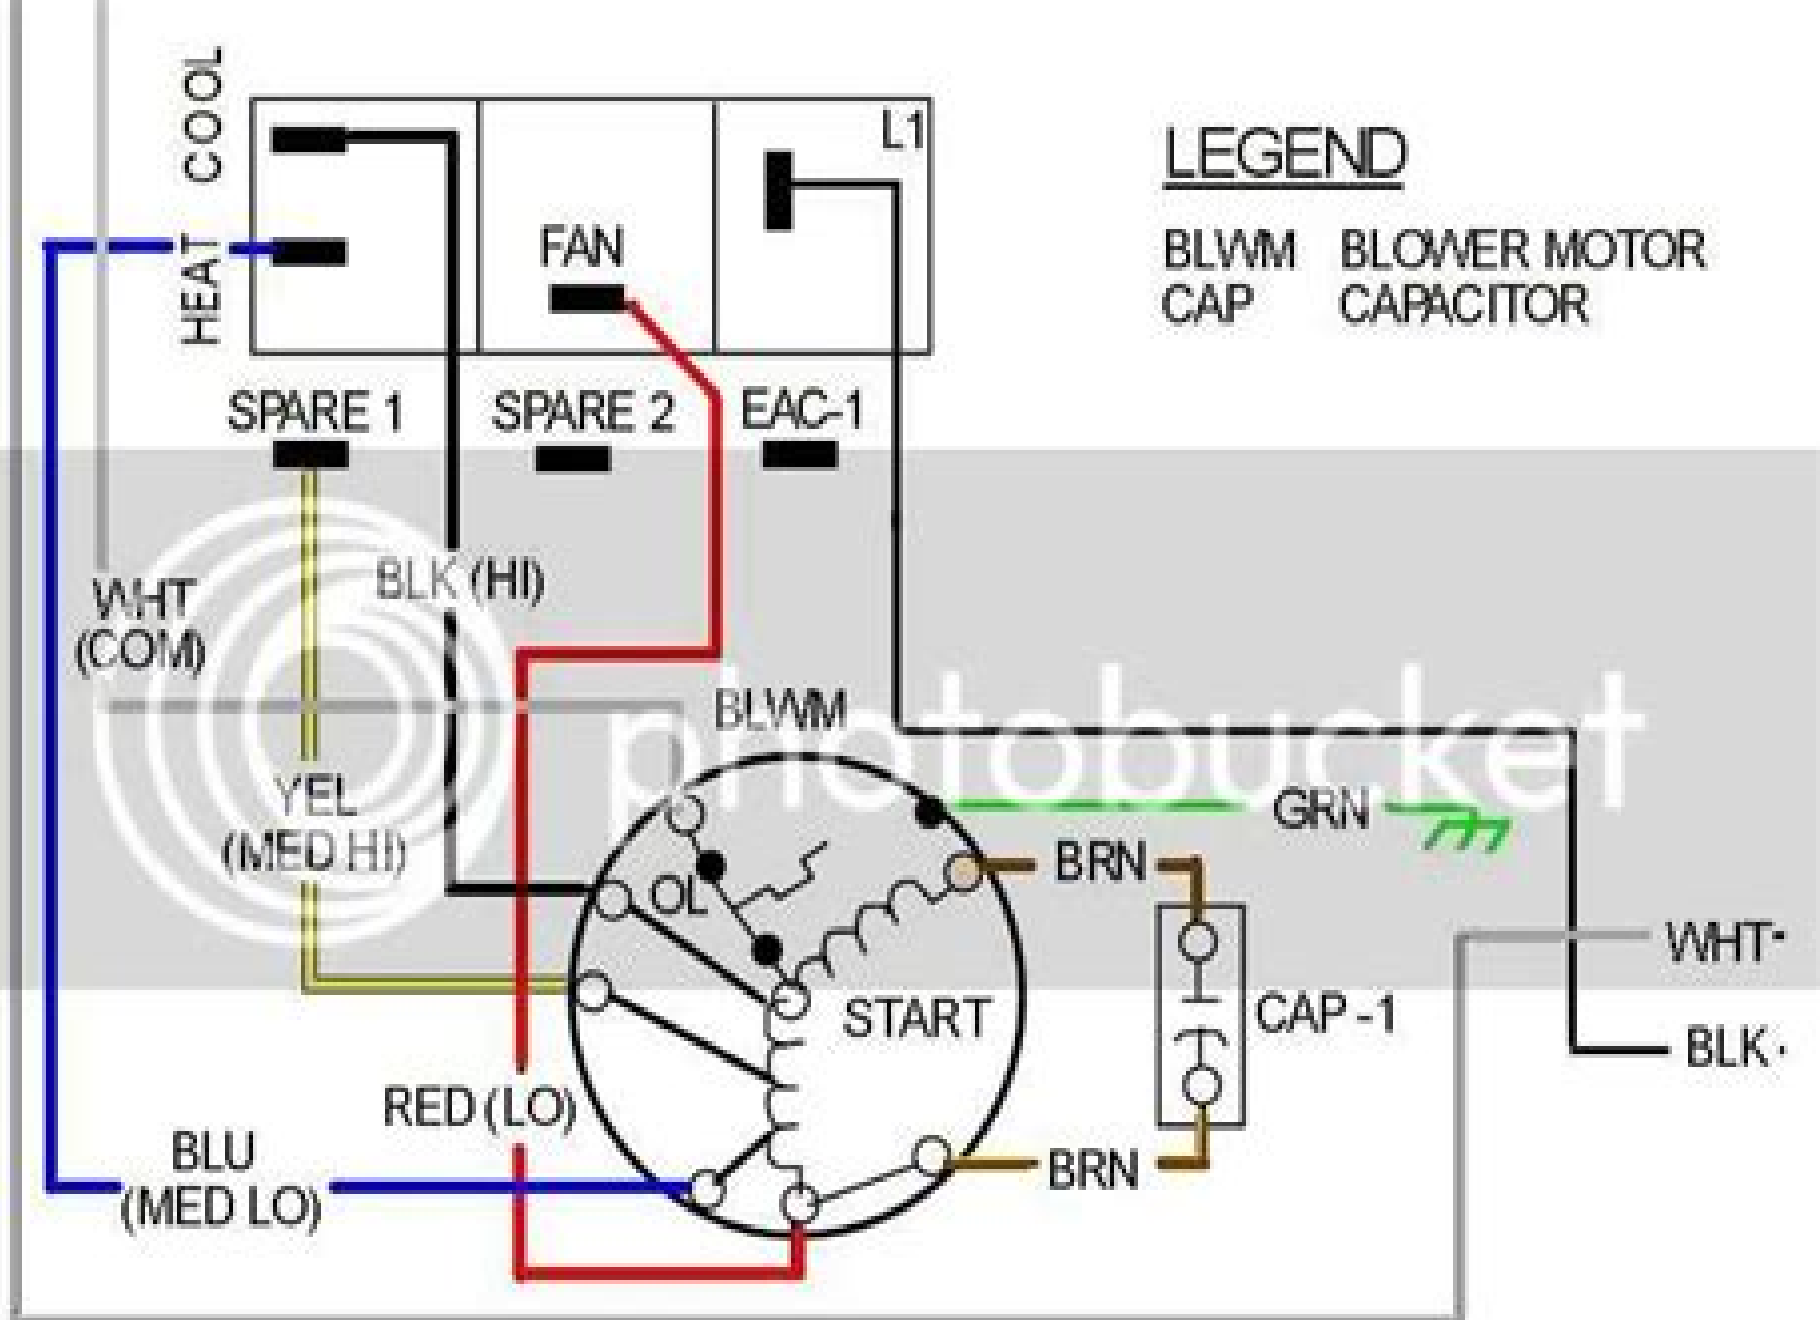 COOL
HEAT
L1
FAN
LEGEND
BLWM BLOWER MOTOR
CAP CAPACITOR
SPARE 1
SPARE 2
EAC-1
WHT
(COM)
BLK (HI)
BLWM
photobucket
YEL
(MED HI)
GRN
BRN
OL
WHT
START
CAP -1
BLK
RED (LO)
BLU
(MED LO)
BRN